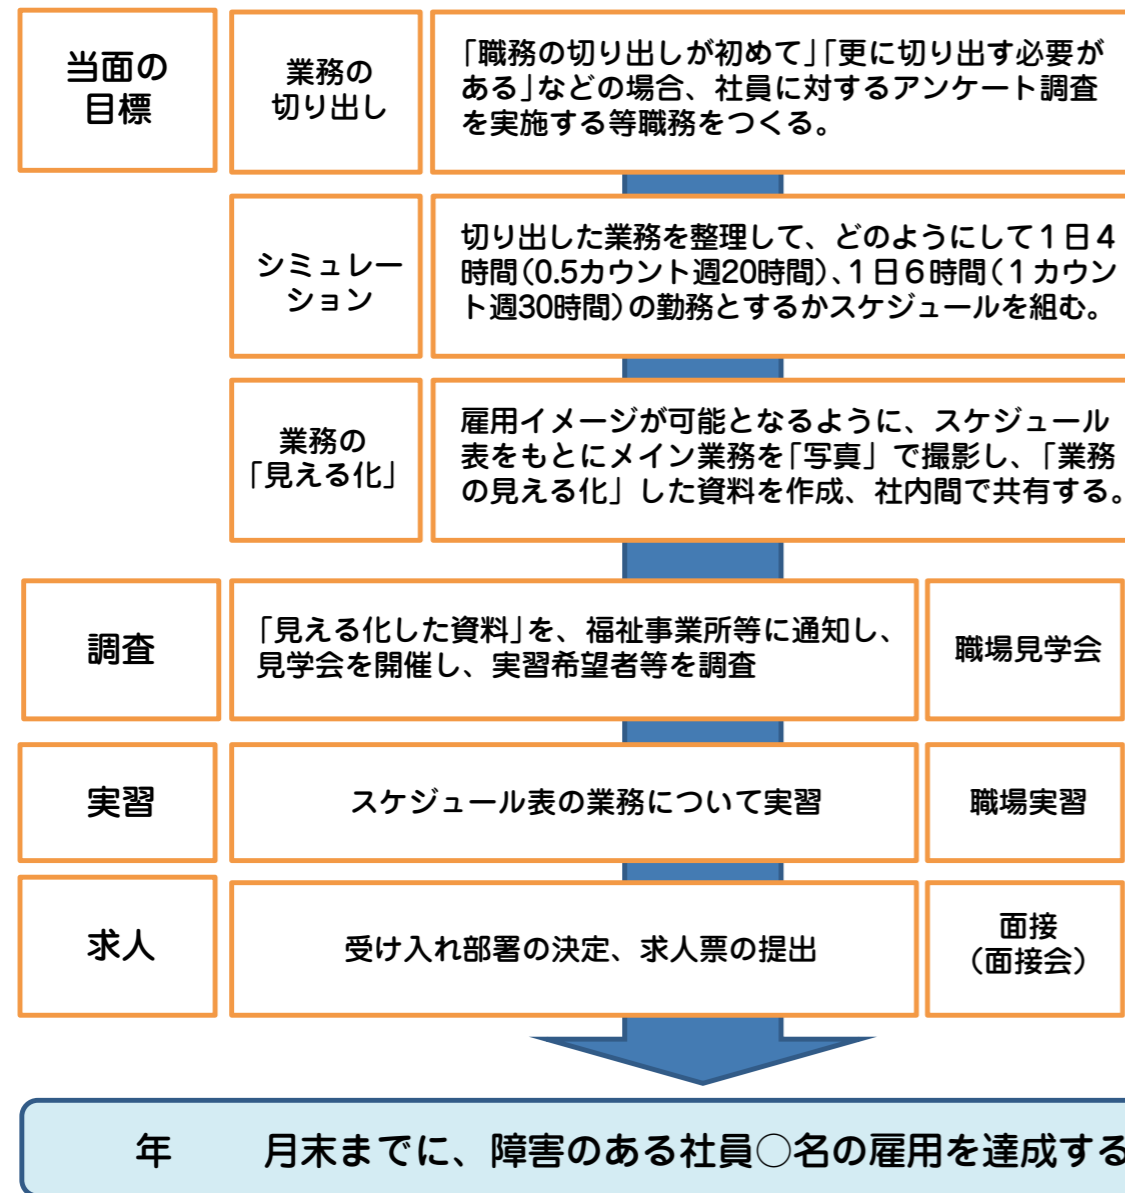 当面の
目標
業務の
切り出し
「職務の切り出しが初めて」「更に切り出す必要が
ある」などの場合、社員に対するアンケート調査
を実施する等職務をつくる。
シミュレー
ション
切り出した業務を整理して、どのようにして１日４
時間（0.5カウント週20時間）、１日６時間（１カウン
ト週30時間）の勤務とするかスケジュールを組む。
業務の
「見える化」
雇用イメージが可能となるように、スケジュール
表をもとにメイン業務を「写真」で撮影し、「業務
の見える化」した資料を作成、社内間で共有する。
調査
「見える化した資料」を、福祉事業所等に通知し、
見学会を開催し、実習希望者等を調査
職場見学会
実習
スケジュール表の業務について実習
職場実習
求人
受け入れ部署の決定、求人票の提出
面接
（面接会）
年　　月末までに、障害のある社員○名の雇用を達成する